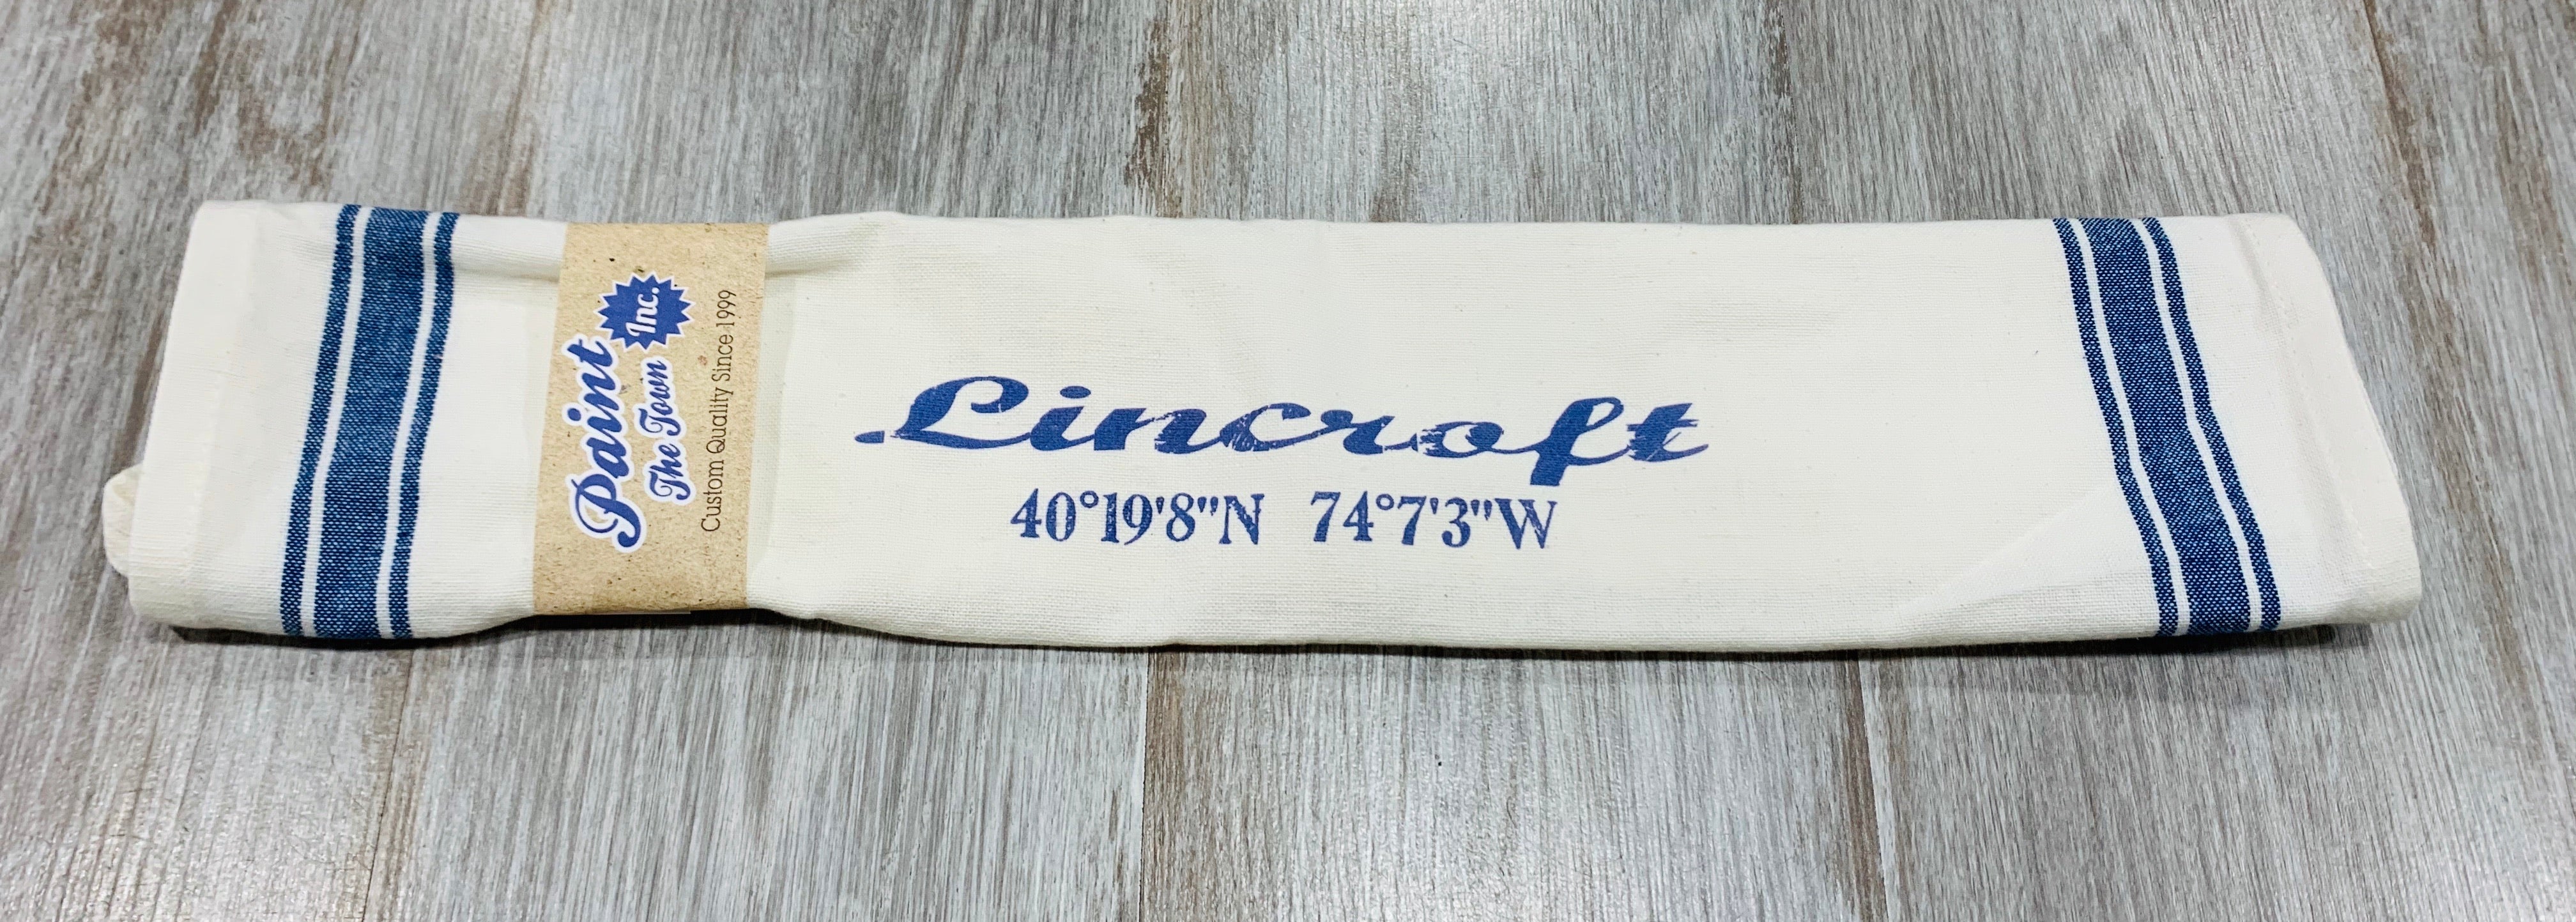 Paint
The Town
Inc.
Custom Quality Since 1999
Lincroft
40°19'8"N 74°7'3"W